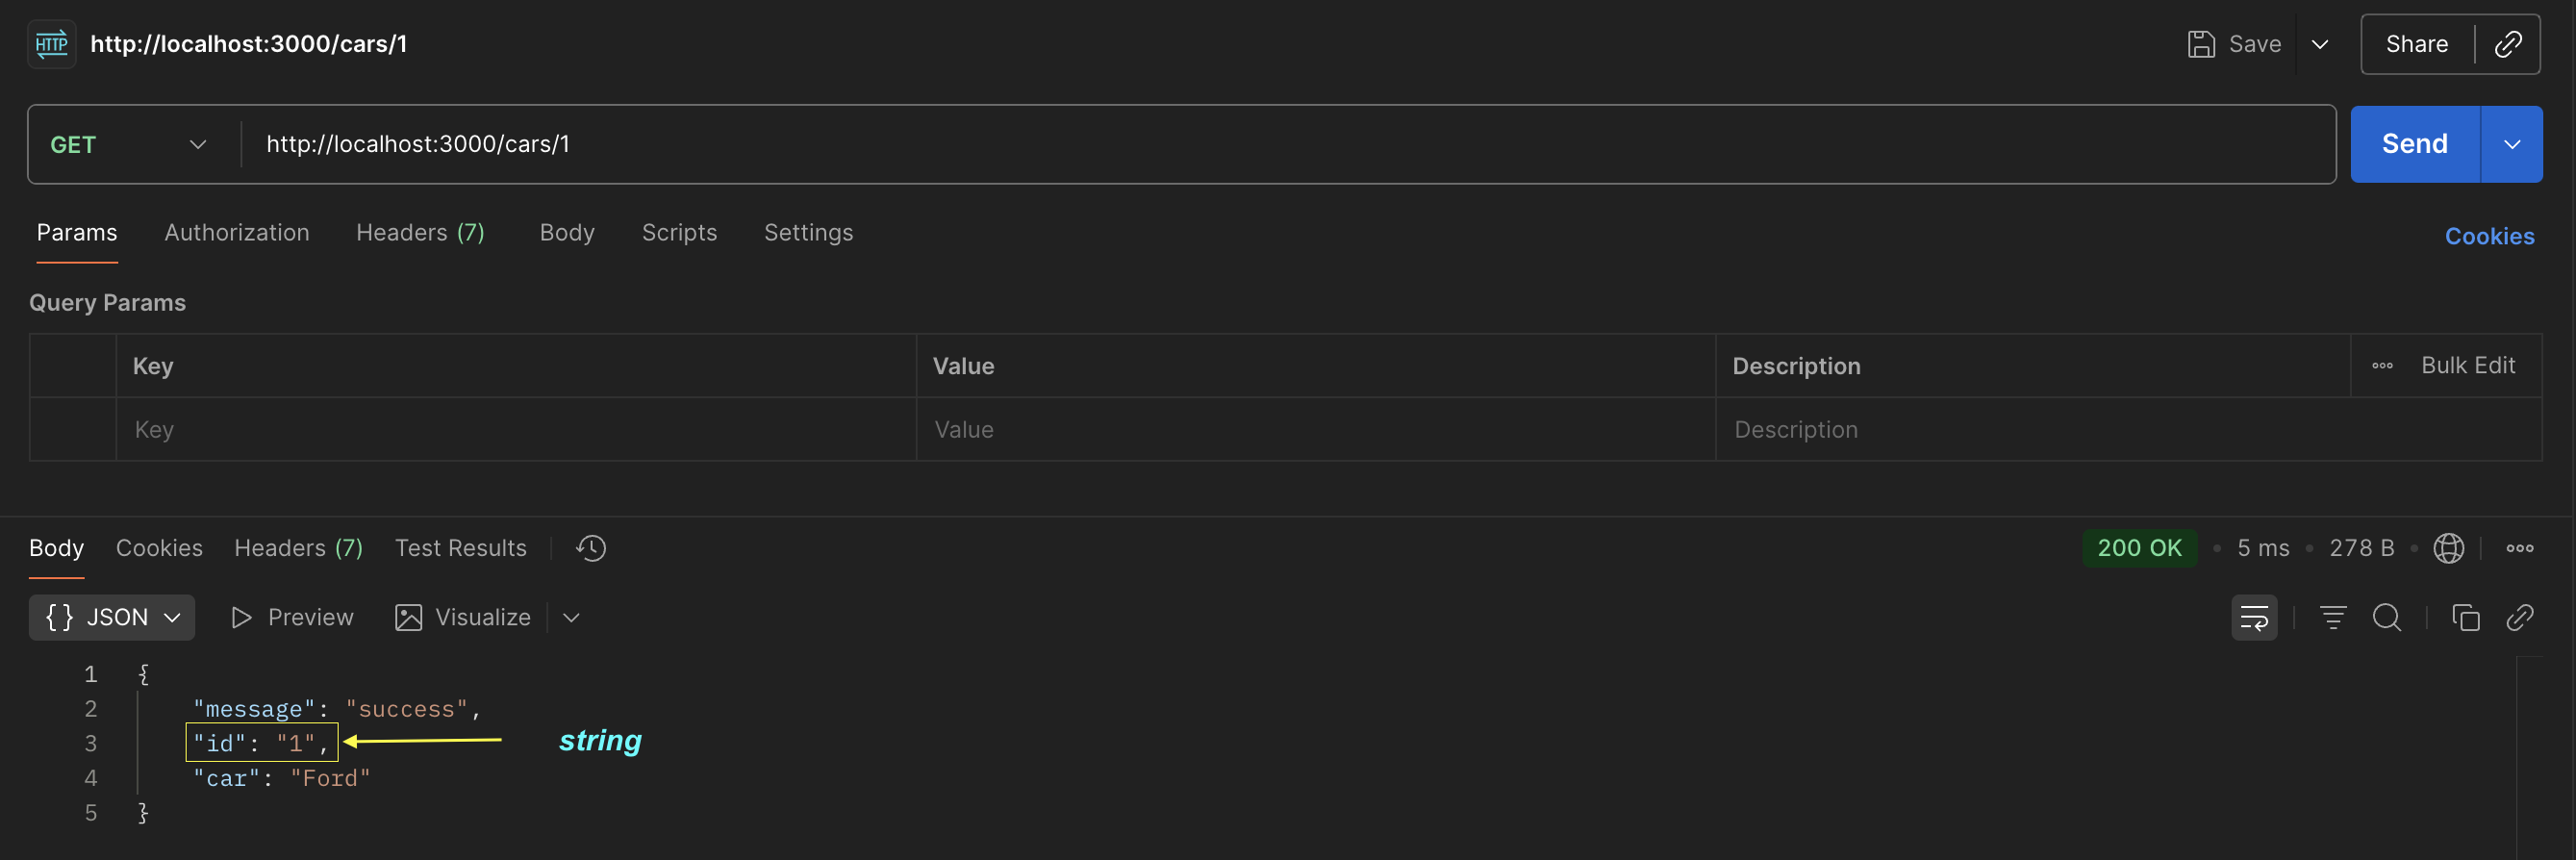 HTTP http://localhost:3000/cars/1 Save Share
GET http://localhost:3000/cars/1 Send
Params Authorization Headers (7) Body Scripts Settings Cookies
Query Params
Key Value Description Bulk Edit
Key Value Description
Body Cookies Headers (7) Test Results 200 OK • 5 ms • 278 B •
{} JSON Preview Visualize
1 {
2 "message": "success",
3 "id": "1", string
4 "car": "Ford"
5 }